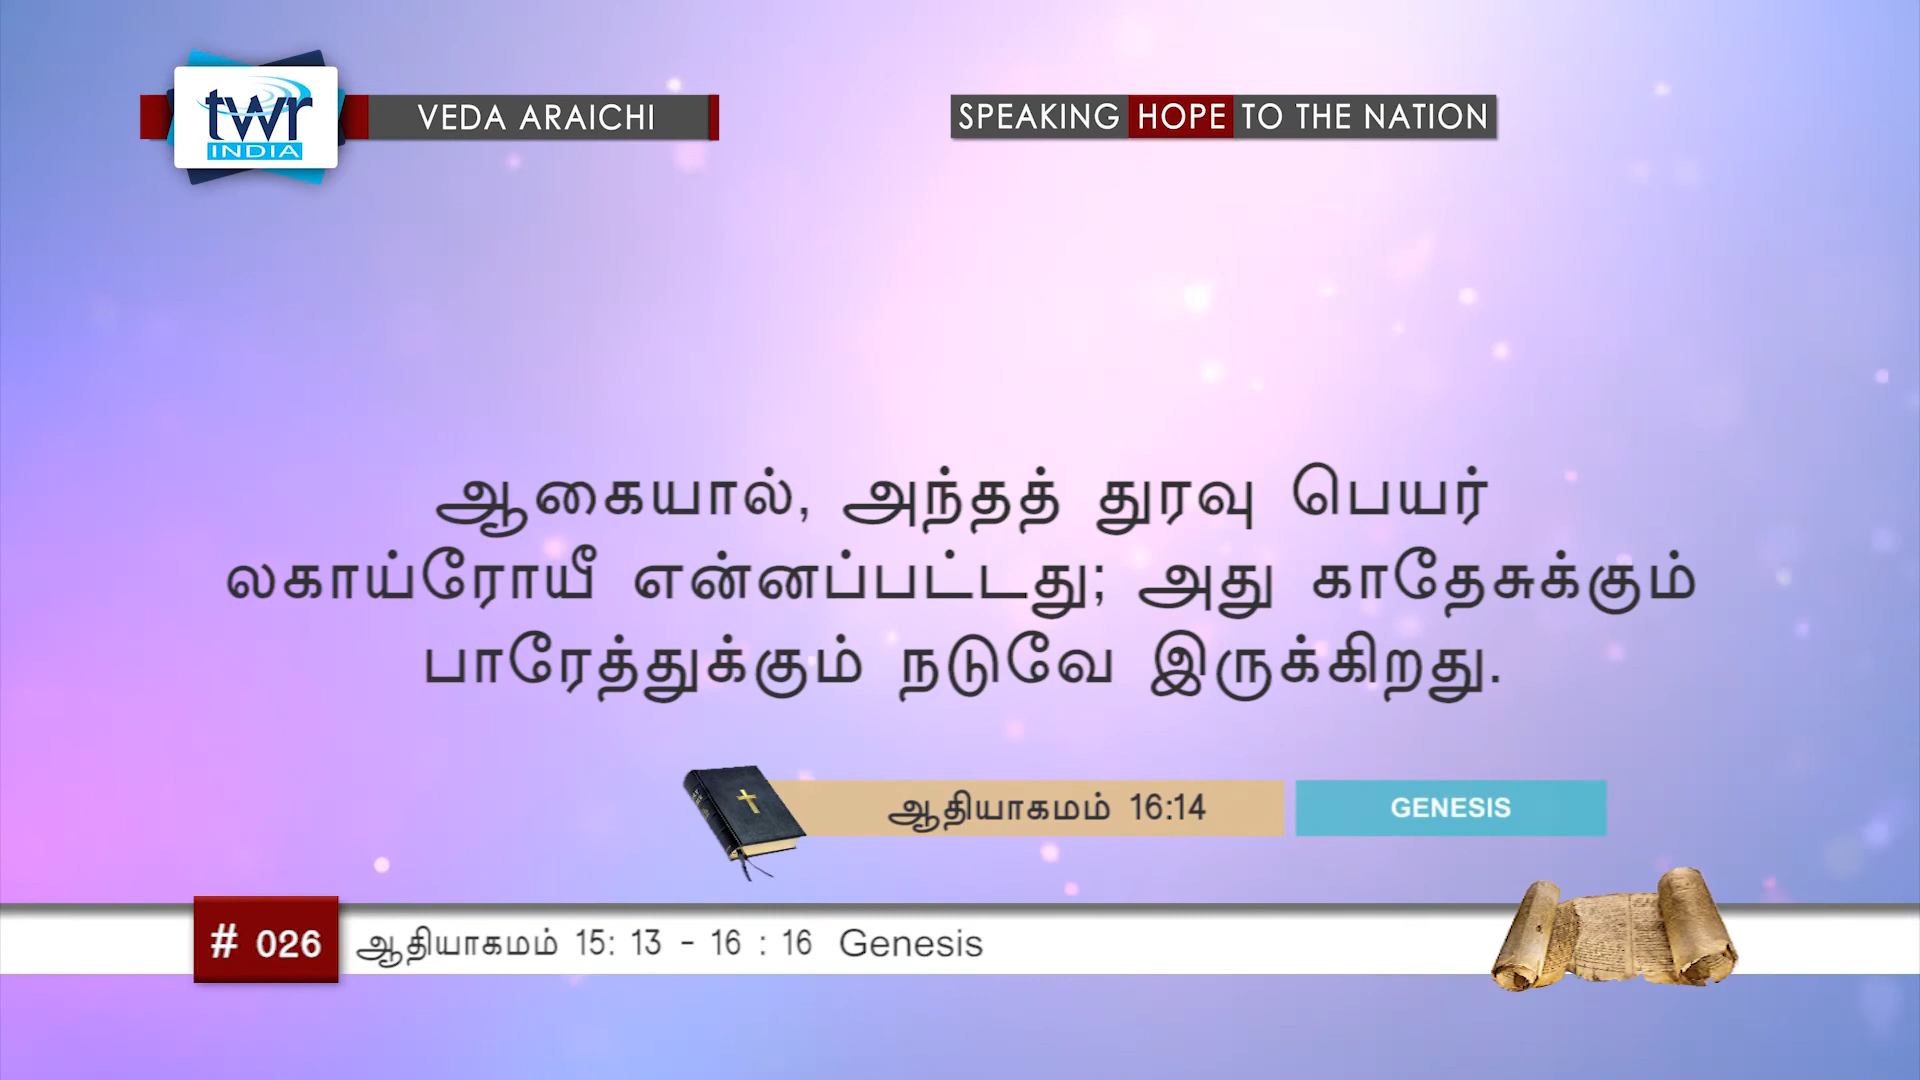 twr
INDIA
VEDA ARAICHI
SPEAKING HOPE TO THE NATION
ஆகையால், அந்தத் துரவு பெயர்
லகாய்ரோயீ என்னப்பட்டது; அது காதேசுக்கும்
பாரேத்துக்கும் நடுவே இருக்கிறது.
ஆதியாகமம் 16:14
GENESIS
# 026
ஆதியாகமம் 15: 13 - 16 : 16 Genesis